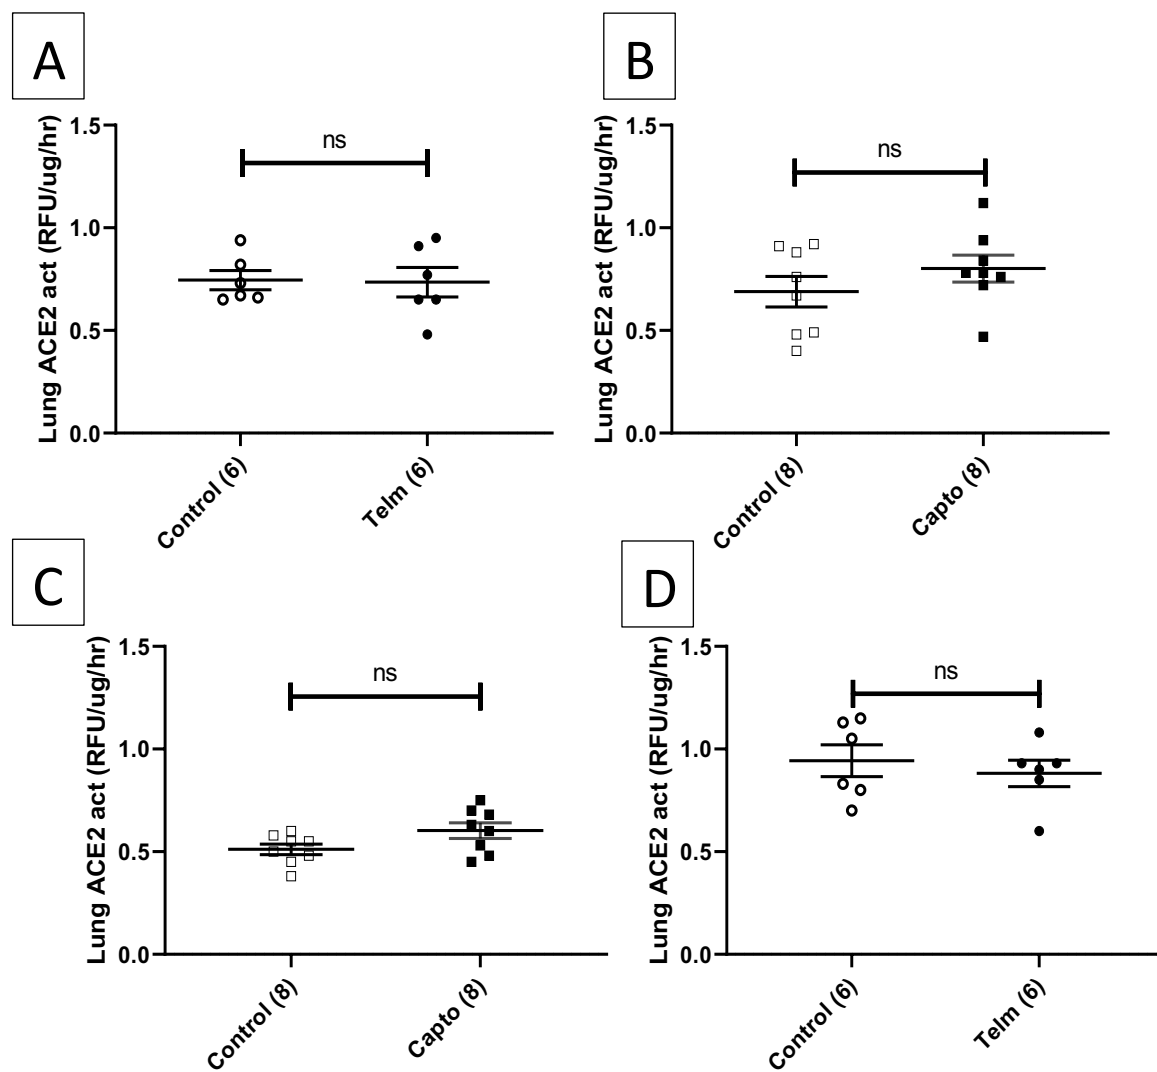 A
Lung ACE2 act (RFU/ug/hr)
1.5
1.0
0.5
0.0
ns
Control (6)
Telm (6)
B
Lung ACE2 act (RFU/ug/hr)
1.5
1.0
0.5
0.0
ns
Control (8)
Capto (8)
C
Lung ACE2 act (RFU/ug/hr)
1.5
1.0
0.5
0.0
ns
Control (8)
Capto (8)
D
Lung ACE2 act (RFU/ug/hr)
1.5
1.0
0.5
0.0
ns
Control (6)
Telm (6)